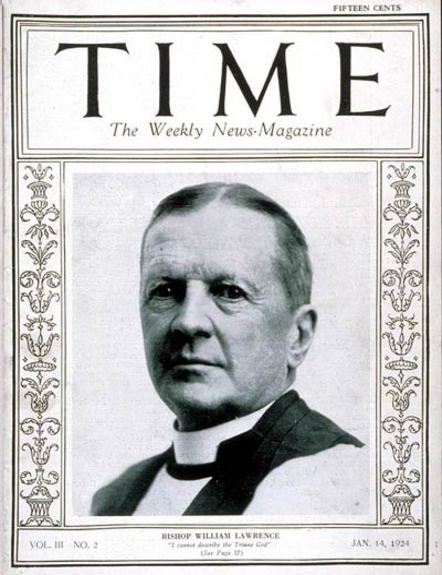 FIFTEEN CENTS
TIME
The Weekly News-Magazine
BISHOP WILLIAM LAWRENCE
"I cannot describe the Triune God"
(See Page 17)
VOL. III NO. 2
JAN. 14, 1924